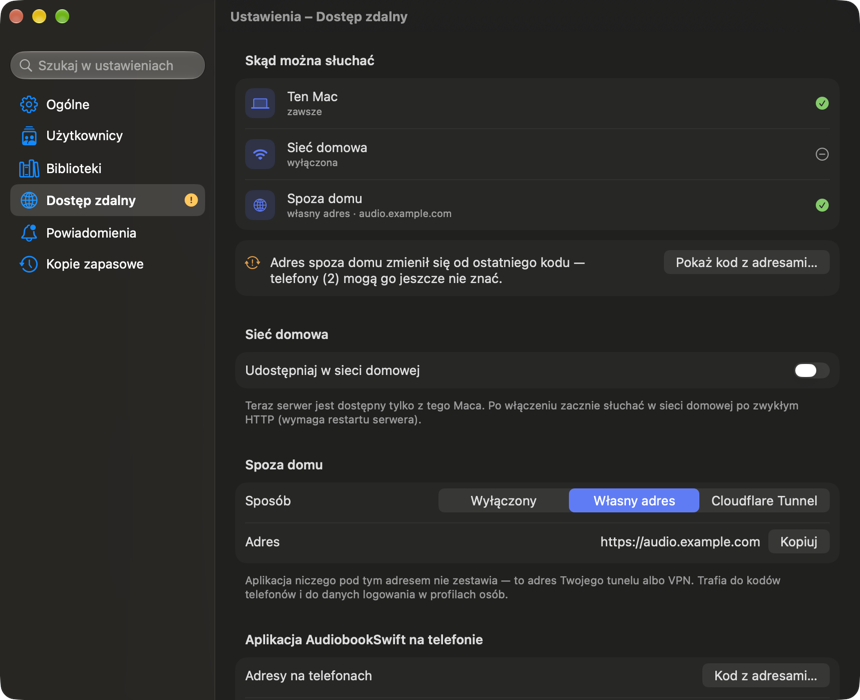 Ustawienia – Dostęp zdalny
Szukaj w ustawieniach
Ogólne
Użytkownicy
Biblioteki
Dostęp zdalny
Powiadomienia
Kopie zapasowe
Skąd można słuchać
Ten Mac
zawsze
Sieć domowa
wyłączona
Spoza domu
własny adres · audio.example.com
Adres spoza domu zmienił się od ostatniego kodu —
telefony (2) mogą go jeszcze nie znać.
Pokaż kod z adresami...
Sieć domowa
Udostępniaj w sieci domowej
Teraz serwer jest dostępny tylko z tego Maca. Po włączeniu zacznie słuchać w sieci domowej po zwykłym
HTTP (wymaga restartu serwera).
Spoza domu
Sposób
Wyłączony
Własny adres
Cloudflare Tunnel
Adres
https://audio.example.com
Kopiuj
Aplikacja niczego pod tym adresem nie zestawia — to adres Twojego tunelu albo VPN. Trafia do kodów
telefonów i do danych logowania w profilach osób.
Aplikacja AudiobookSwift na telefonie
Adresy na telefonach
Kod z adresami...